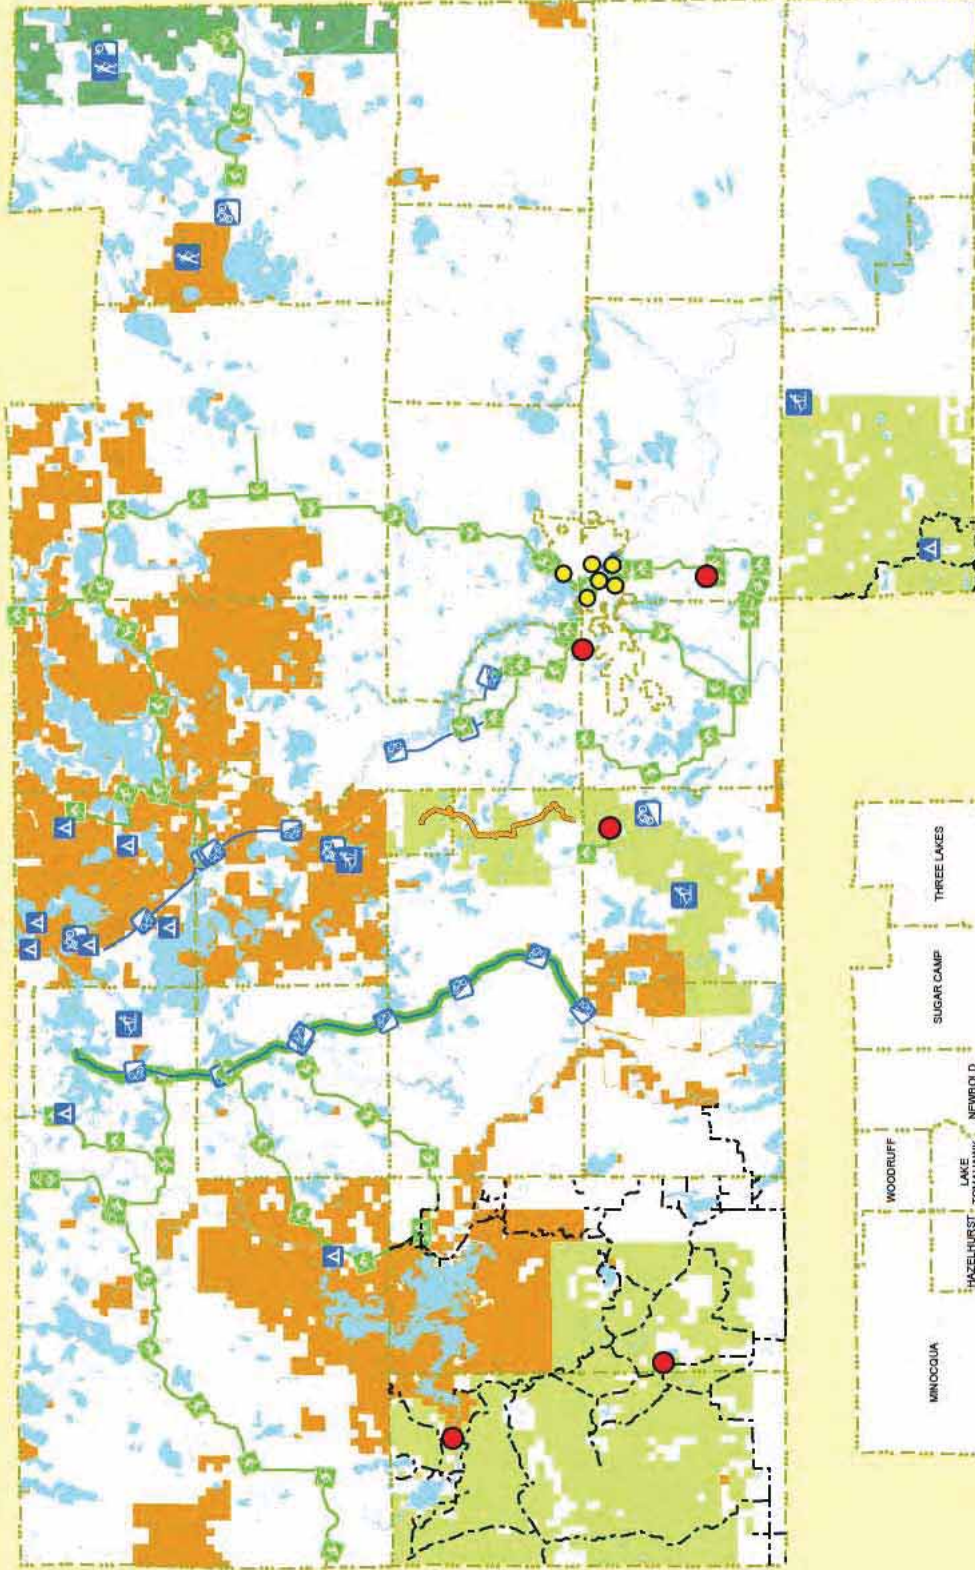 THREE LAKES
SUGAR CAMP
NEWBOLD
WOODRUFF
LAKE
HAZELHURST
MINOCQUA